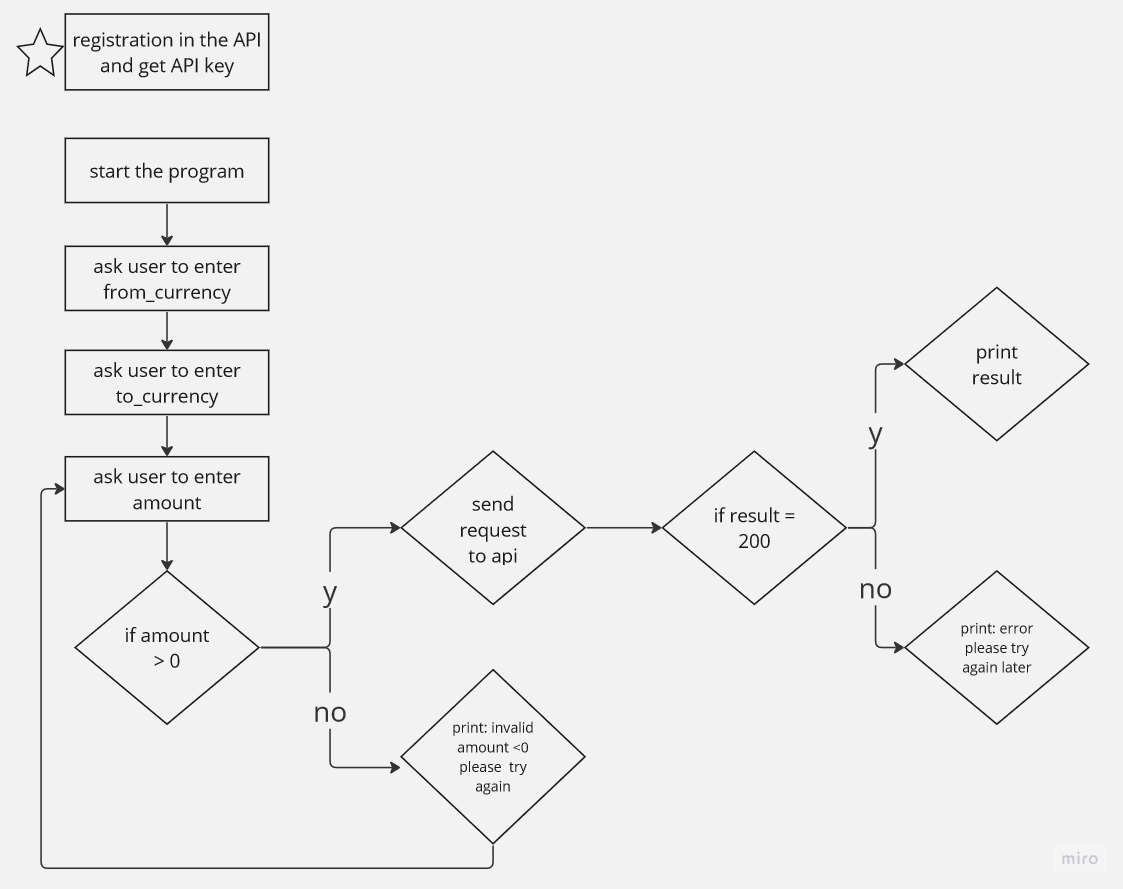 registration in the API
and get API key
start the program
ask user to enter
from_currency
ask user to enter
to_currency
ask user to enter
amount
if amount
> 0
y
no
send
request
to api
print: invalid
amount <0
please  try
again
if result =
200
y
no
print
result
print: error
please try
again later
miro